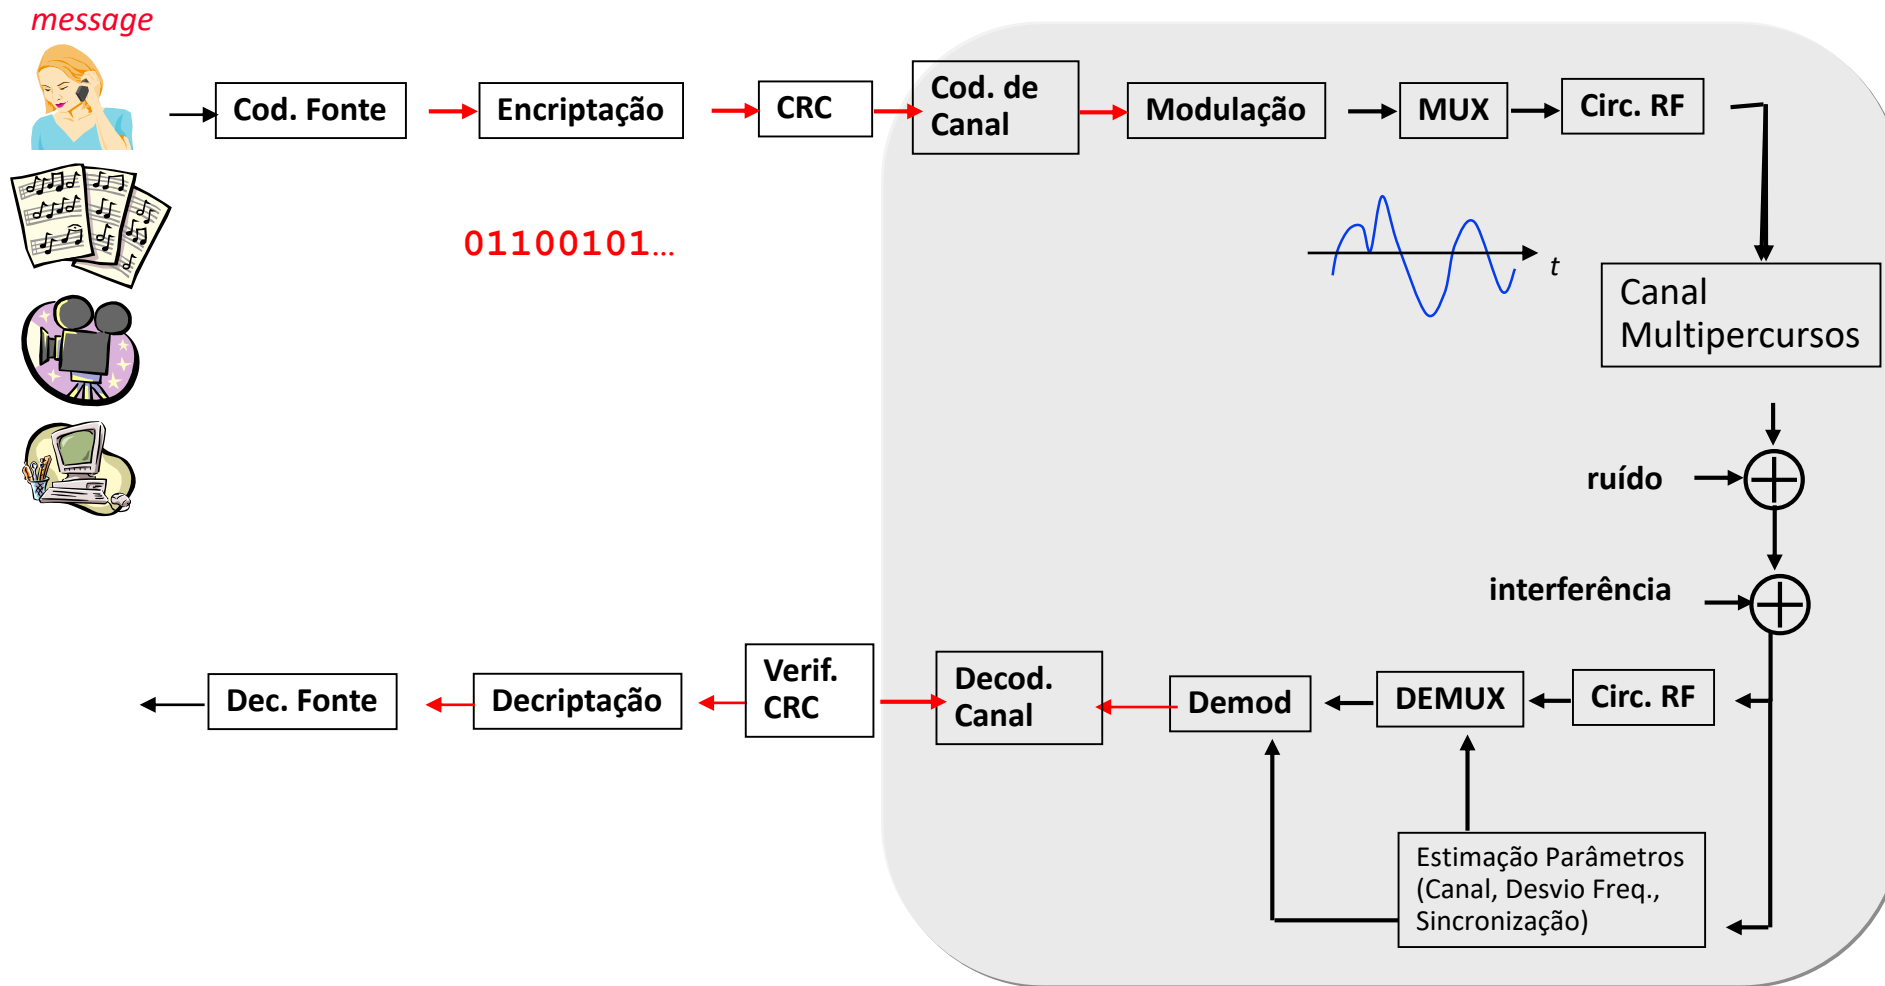 message
Cod. Fonte
Encriptação
CRC
Cod. de
Canal
Modulação
MUX
Circ. RF
01100101...
t
Canal
Multipercursos
ruído
interferência
Dec. Fonte
Decriptação
Verif.
CRC
Decod.
Canal
Demod
DEMUX
Circ. RF
Estimação Parâmetros
(Canal, Desvio Freq.,
Sincronização)